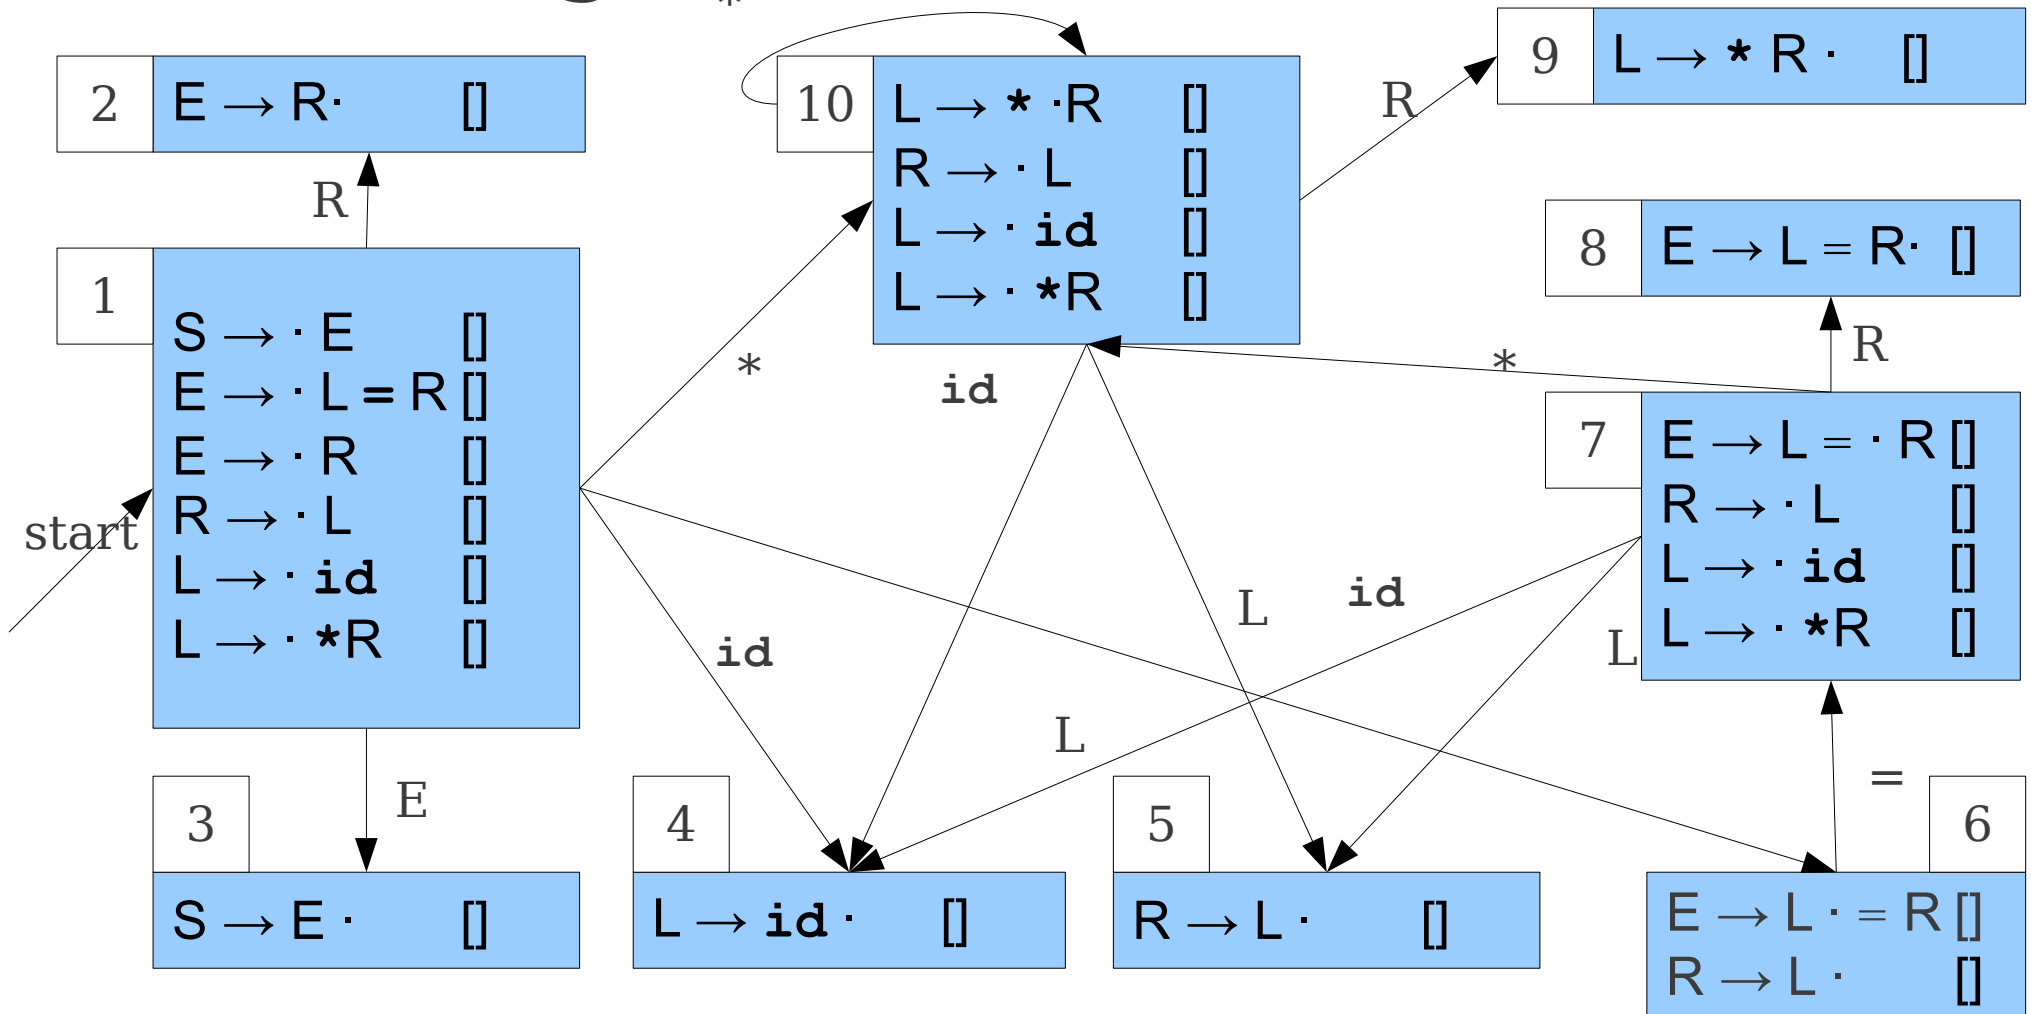 *
2
E → R· []
10
L → * ·R []
R → · L []
L → · id []
L → · *R []
9
L → * R · []
R
R
8
E → L = R· []
1
S → · E []
E → · L = R []
E → · R []
R → · L []
L → · id []
L → · *R []
start
*
id
*
R
7
E → L = · R []
R → · L []
L → · id []
L → · *R []
id
L
id
L
L
E
=
3
S → E · []
4
L → id · []
5
R → L · []
6
E → L · = R []
R → L · []